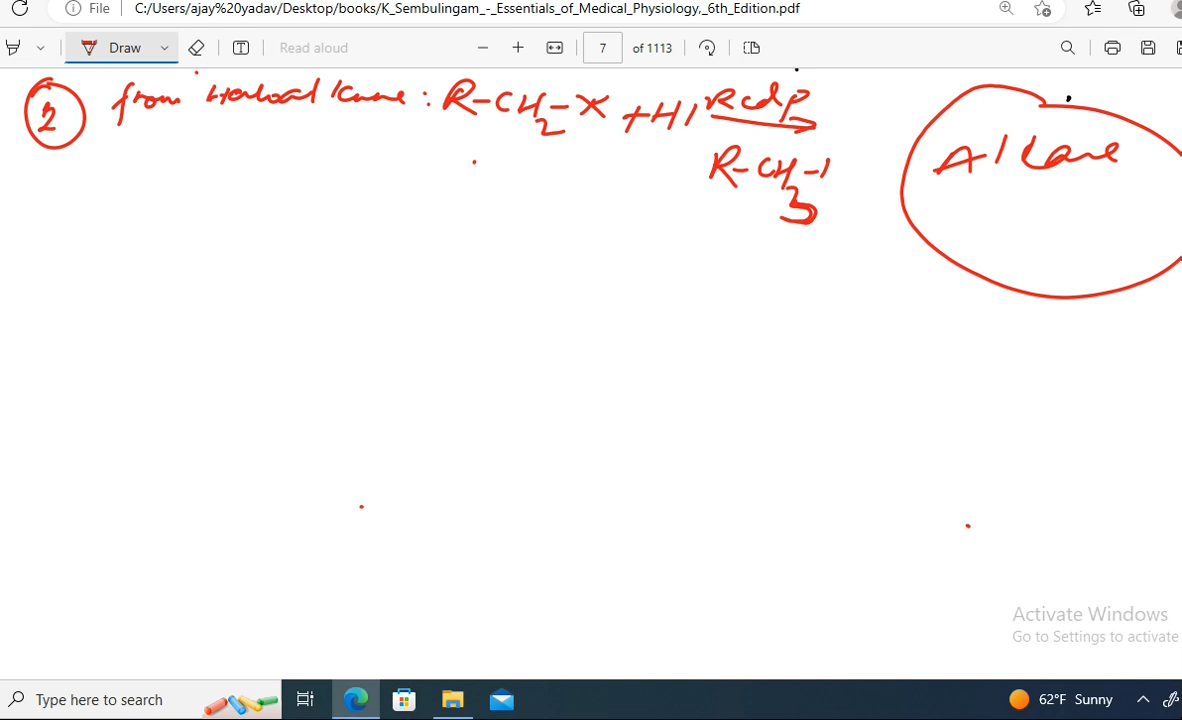 File C:/Users/ajay%20yadav/Desktop/books/K_Sembulingam_-_Essentials_of_Medical_Physiology,_6th_Edition.pdf
Draw Read aloud 7 of 1113
2 from Haloalkane : R-CH2-X + HI Red P
R-CH3-I
Alkane
Activate Windows
Go to Settings to activate
Type here to search 62°F Sunny